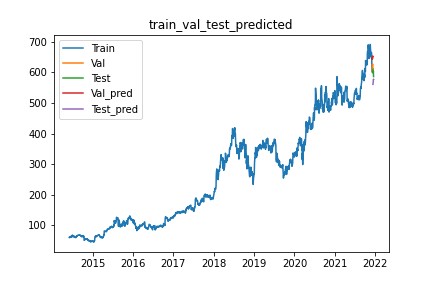 train_val_test_predicted
Train
Val
Test
Val_pred
Test_pred
700
600
500
400
300
200
100
2015 2016 2017 2018 2019 2020 2021 2022